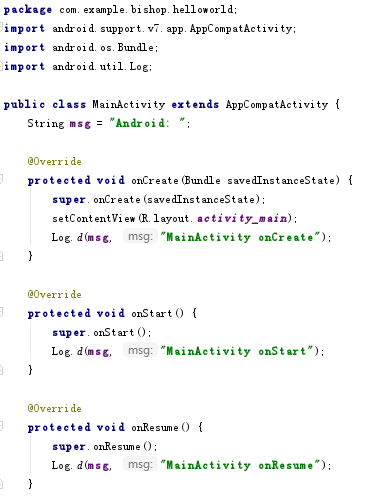 package com.example.bishop.helloworld;
import android.support.v7.app.AppCompatActivity;
import android.os.Bundle;
import android.util.Log;
public class MainActivity extends AppCompatActivity {
String msg = "Android: ";
@Override
protected void onCreate(Bundle savedInstanceState) {
super.onCreate(savedInstanceState);
setContentView(R.layout.activity_main);
Log.d(msg, msg: "MainActivity onCreate");
}
@Override
protected void onStart() {
super.onStart();
Log.d(msg, msg: "MainActivity onStart");
}
@Override
protected void onResume() {
super.onResume();
Log.d(msg, msg: "MainActivity onResume");
}